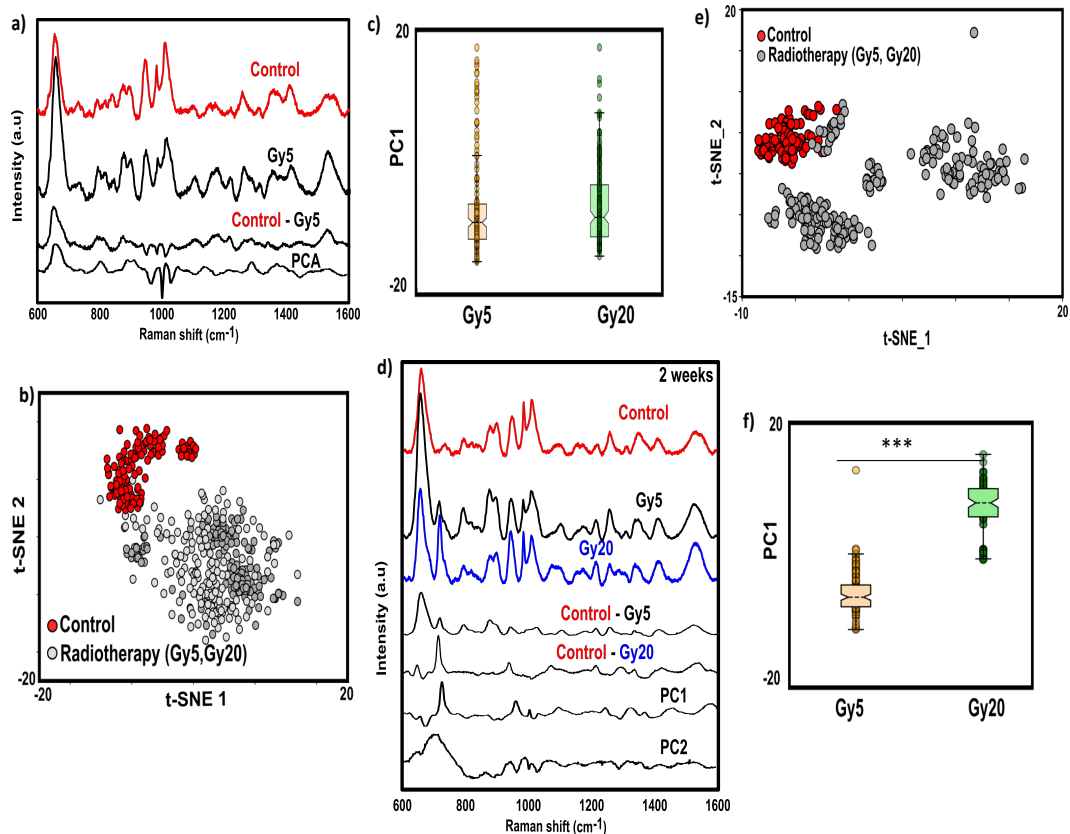 a)
Intensity (a.u)
Control
Gy5
Control - Gy5
PCA
600 800 1000 1200 1400 1600
Raman shift (cm-1)
b)
t-SNE 2
-20
Control
Radiotherapy (Gy5,Gy20)
-20 20
t-SNE 1
c)
20
PC1
-20
Gy5 Gy20
d)
2 weeks
Intensity (a.u)
Control
Gy5
Gy20
Control - Gy5
Control - Gy20
PC1
PC2
600 800 1000 1200 1400 1600
Raman shift (cm-1)
e)
20
Control
Radiotherapy (Gy5, Gy20)
t-SNE_2
-15
-10 20
t-SNE_1
f)
20
***
PC1
-20
Gy5 Gy20